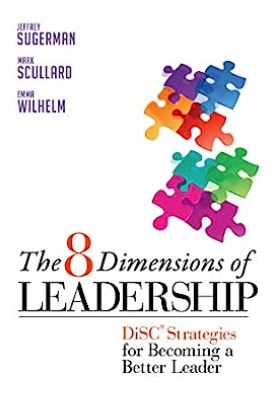 JEFFREY
SUGERMAN
MARK
SCULLARD
EMMA
WILHELM
The 8 Dimensions of
LEADERSHIP
DiSC® Strategies
for Becoming a
Better Leader